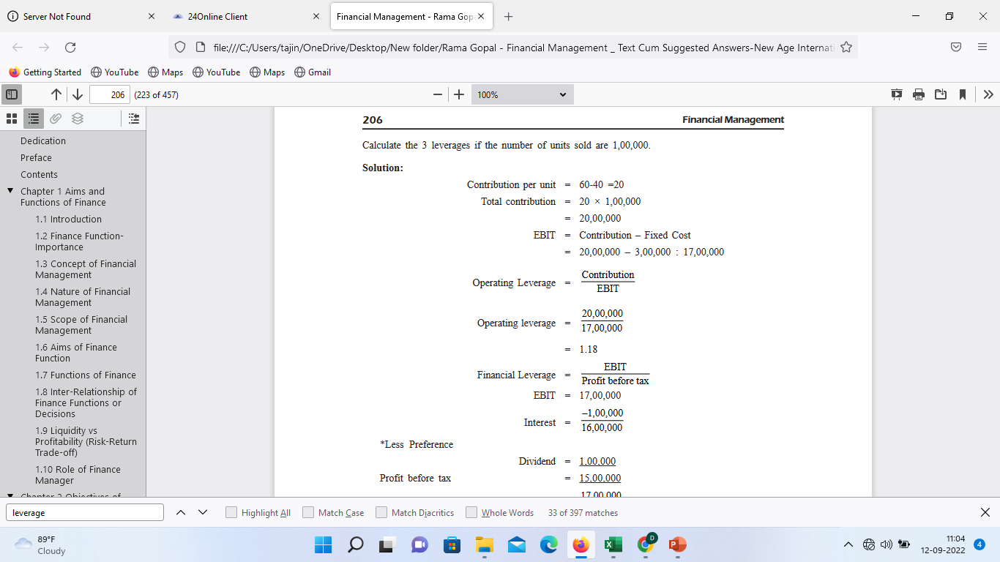 Server Not Found
24Online Client
Financial Management - Rama Gopa
file:///C:/Users/tajin/OneDrive/Desktop/New folder/Rama Gopal - Financial Management _ Text Cum Suggested Answers-New Age Internati
Getting Started YouTube Maps YouTube Maps Gmail
206 (223 of 457) 100%
Dedication
Preface
Contents
Chapter 1 Aims and
Functions of Finance
1.1 Introduction
1.2 Finance Function-
Importance
1.3 Concept of Financial
Management
1.4 Nature of Financial
Management
1.5 Scope of Financial
Management
1.6 Aims of Finance
Function
1.7 Functions of Finance
1.8 Inter-Relationship of
Finance Functions or
Decisions
1.9 Liquidity vs
Profitability (Risk-Return
Trade-off)
1.10 Role of Finance
Manager
Chapter 2 Objectives of
206 Financial Management
Calculate the 3 leverages if the number of units sold are 1,00,000.
Solution:
Contribution per unit = 60-40 =20
Total contribution = 20 × 1,00,000
= 20,00,000
EBIT = Contribution – Fixed Cost
= 20,00,000 – 3,00,000 : 17,00,000
Operating Leverage = Contribution
EBIT
Operating leverage = 20,00,000
17,00,000
= 1.18
Financial Leverage = EBIT
Profit before tax
EBIT = 17,00,000
Interest = –1,00,000
16,00,000
*Less Preference
Dividend = 1,00,000
Profit before tax = 15,00,000
17,00,000
leverage Highlight All Match Case Match Diacritics Whole Words 33 of 397 matches
89°F
Cloudy
D
11:04
12-09-2022
4